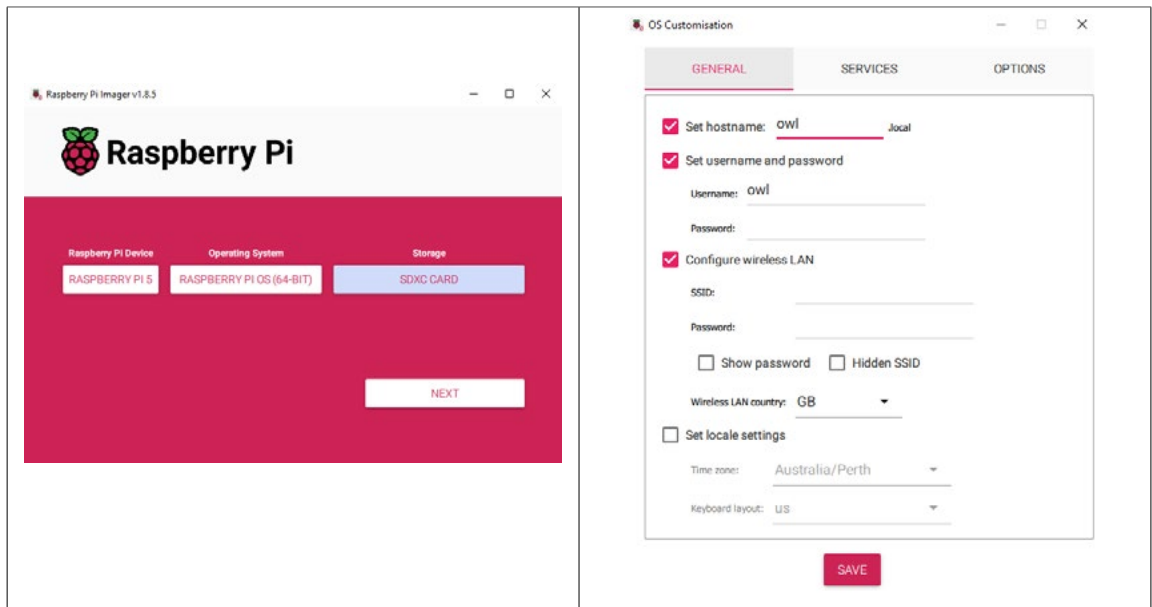 Raspberry Pi Imager v1.8.5
Raspberry Pi
Raspberry Pi Device Operating System Storage
RASPBERRY PI 5 RASPBERRY PI OS (64-BIT) SDXC CARD
NEXT
OS Customisation
GENERAL SERVICES OPTIONS
Set hostname: owl .local
Set username and password
Username: owl
Password:
Configure wireless LAN
SSID:
Password:
Show password Hidden SSID
Wireless LAN country: GB
Set locale settings
Time zone: Australia/Perth
Keyboard layout: us
SAVE